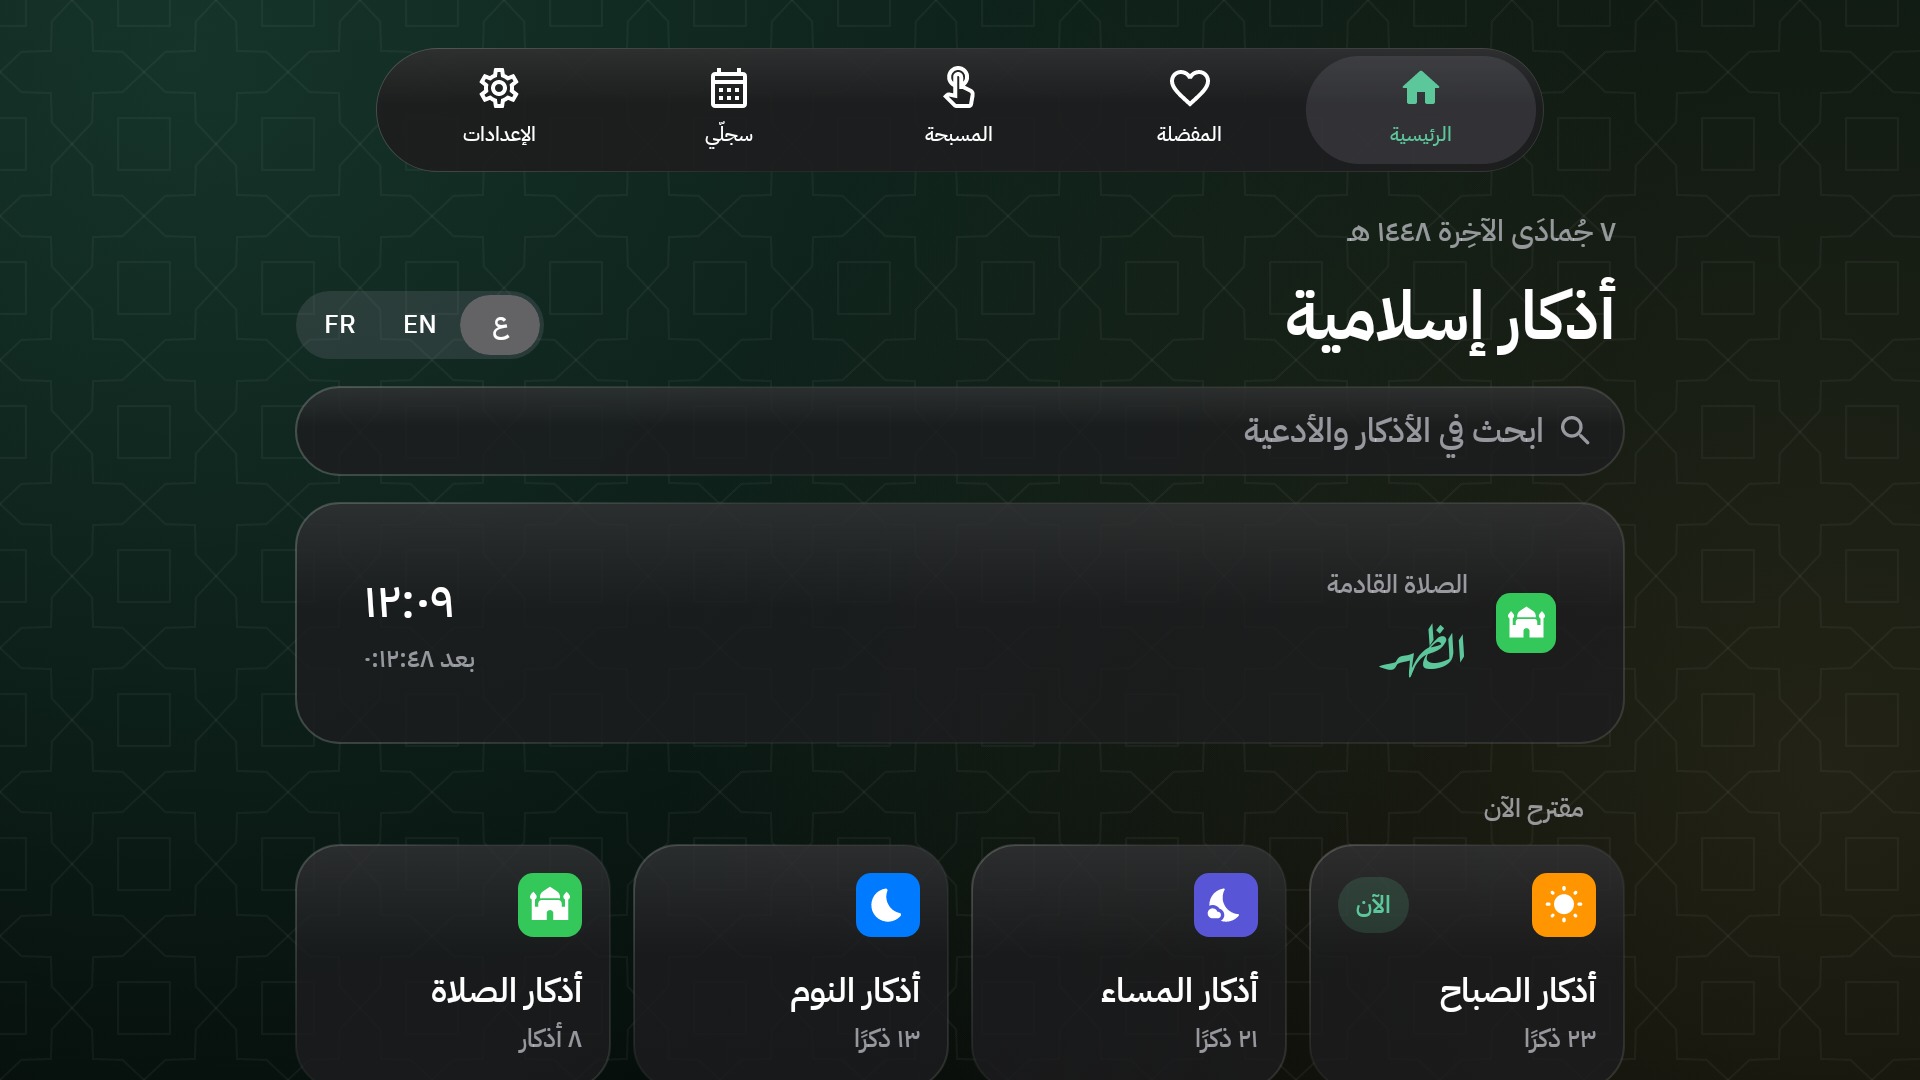 الرئيسية
المفضلة
المسبحة
سجلّي
الإعدادات
٧ جُمادَى الآخِرة ١٤٤٨ هـ
أذكار إسلامية
ع
EN
FR
ابحث في الأذكار والأدعية
الصلاة القادمة
الظهر
١٢:٠٩
بعد ٠:١٢:٤٨
مقترح الآن
الآن
أذكار الصباح
٢٣ ذكرًا
أذكار المساء
٢١ ذكرًا
أذكار النوم
١٣ ذكرًا
أذكار الصلاة
٨ أذكار